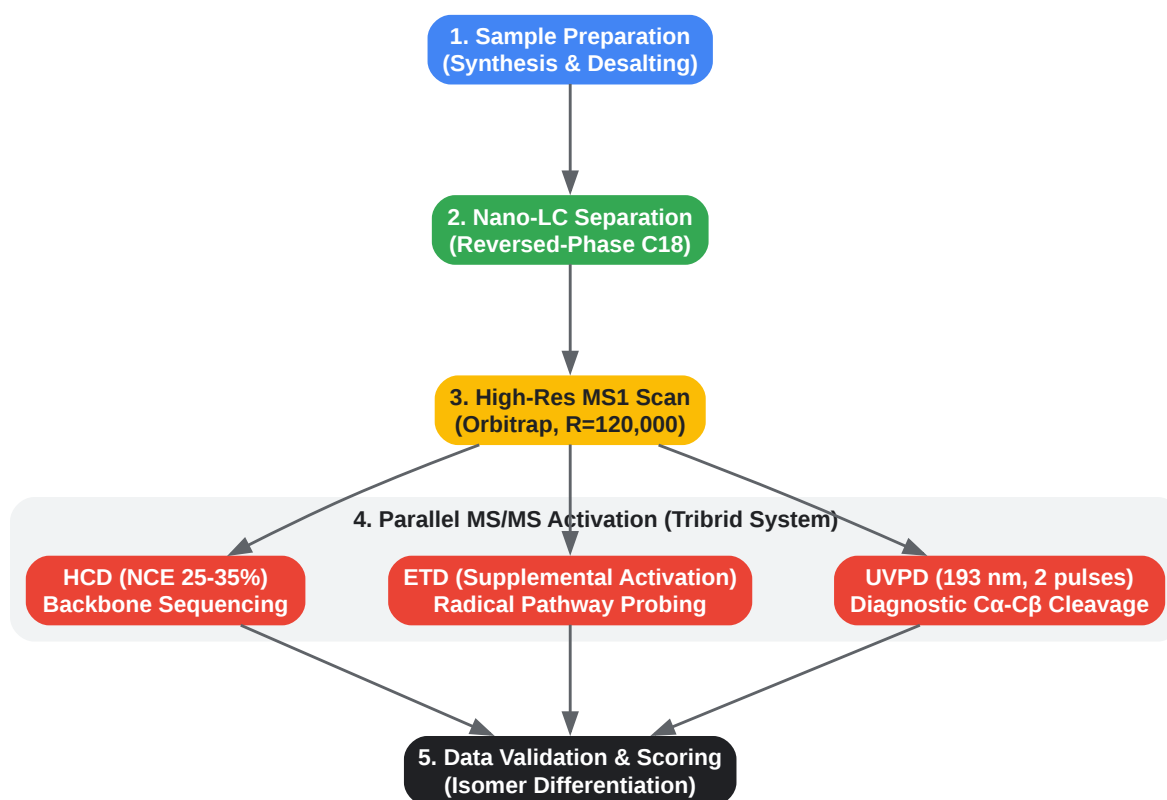 1. Sample Preparation
(Synthesis & Desalting)
2. Nano-LC Separation
(Reversed-Phase C18)
3. High-Res MS1 Scan
(Orbitrap, R=120,000)
4. Parallel MS/MS Activation (Tribrid System)
HCD (NCE 25-35%)
Backbone Sequencing
ETD (Supplemental Activation)
Radical Pathway Probing
UVPD (193 nm, 2 pulses)
Diagnostic Cα-Cβ Cleavage
5. Data Validation & Scoring
(Isomer Differentiation)